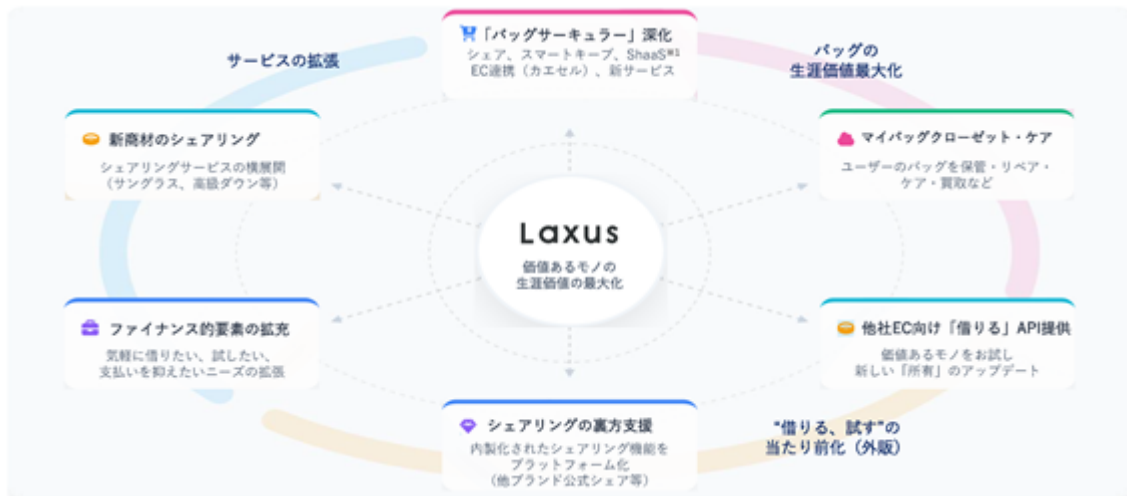 「バッグサーキュラー」深化
シェア、スマートキープ、ShaaS※1
EC連携（カエセル）、新サービス
サービスの拡張
バッグの
生涯価値最大化
新商材のシェアリング
シェアリングサービスの横展開
（サングラス、高級ダウン等）
マイバッグクローゼット・ケア
ユーザーのバッグを保管・リペア・
ケア・買取など
Laxus
価値あるモノの
生涯価値の最大化
ファイナンス的要素の拡充
気軽に借りたい、試したい、
支払いを抑えたいニーズの拡張
他社EC向け「借りる」API提供
価値あるモノをお試し
新しい「所有」のアップデート
シェアリングの裏方支援
内製化されたシェアリング機能を
プラットフォーム化
（他ブランド公式シェア等）
“借りる、試す”の
当たり前化（外販）